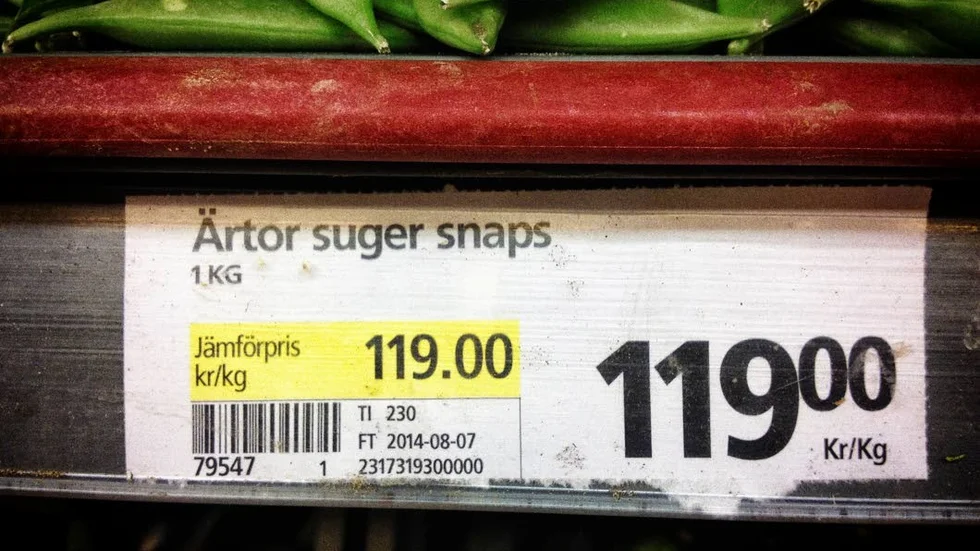 Ärtor suger snaps
1 KG
Jämförpris
kr/kg
119.00
11900
Kr/Kg
TI 230
FT 2014-08-07
79547 1 2317319300000